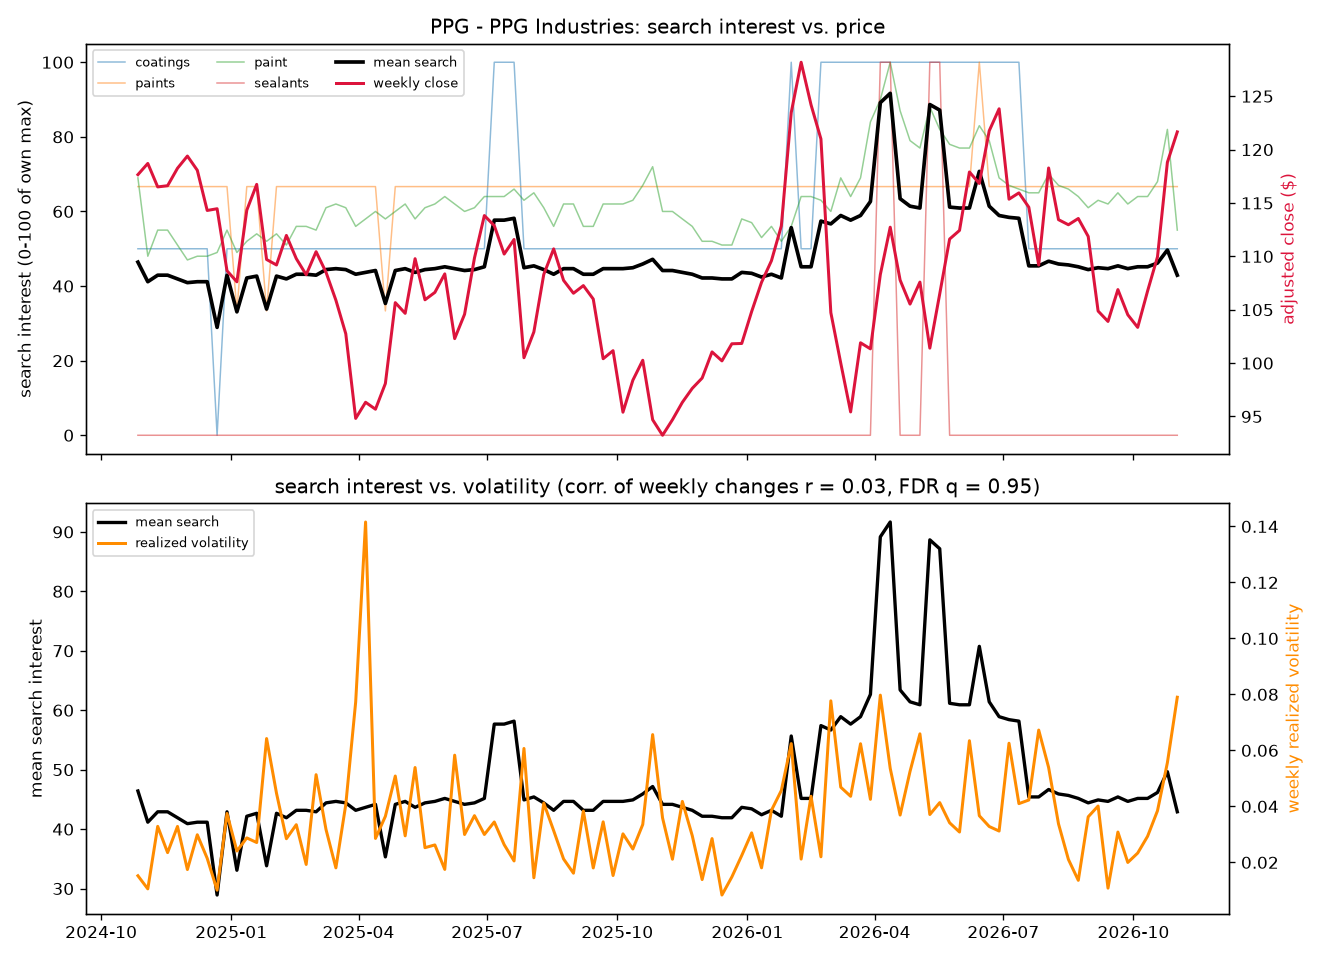 PPG - PPG Industries: search interest vs. price
coatings
paints
paint
sealants
mean search
weekly close
100
80
60
40
20
0
search interest (0-100 of own max)
125
120
115
110
105
100
95
adjusted close ($)
search interest vs. volatility (corr. of weekly changes r = 0.03, FDR q = 0.95)
mean search
realized volatility
90
80
70
60
50
40
30
mean search interest
0.14
0.12
0.10
0.08
0.06
0.04
0.02
weekly realized volatility
2024-10
2025-01
2025-04
2025-07
2025-10
2026-01
2026-04
2026-07
2026-10